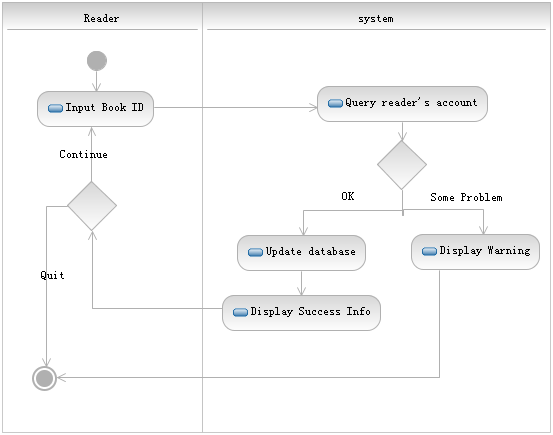 Reader
system
Input Book ID
Query reader's account
Continue
OK
Some Problem
Update database
Display Warning
Quit
Display Success Info